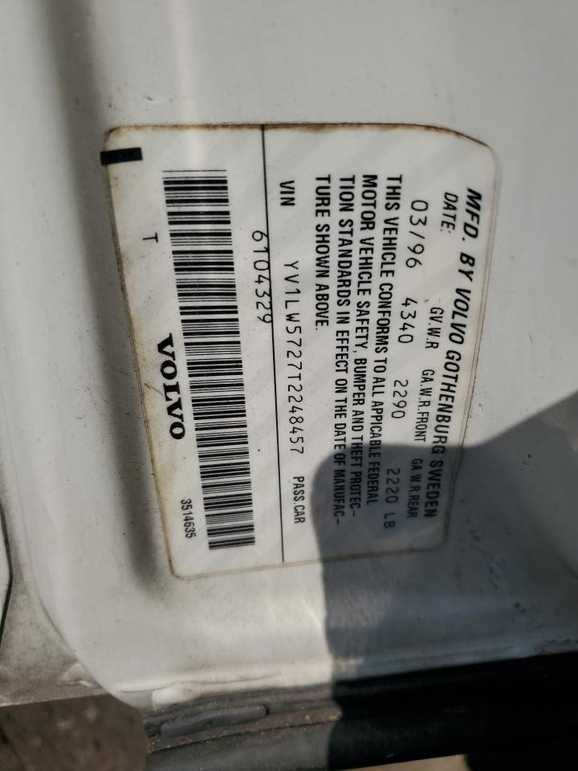 MFD. BY VOLVO GOTHENBURG SWEDEN
DATE: GV.W.R GA.W.R.FRONT GA.W.R.REAR
03/96 4340 2290 2220 LB
THIS VEHICLE CONFORMS TO ALL APPLICABLE FEDERAL
MOTOR VEHICLE SAFETY, BUMPER AND THEFT PROTEC-
TION STANDARDS IN EFFECT ON THE DATE OF MANUFAC-
TURE SHOWN ABOVE.
VIN YV1LW5727T2248457 PASS.CAR
6104329
T VOLVO 3514635